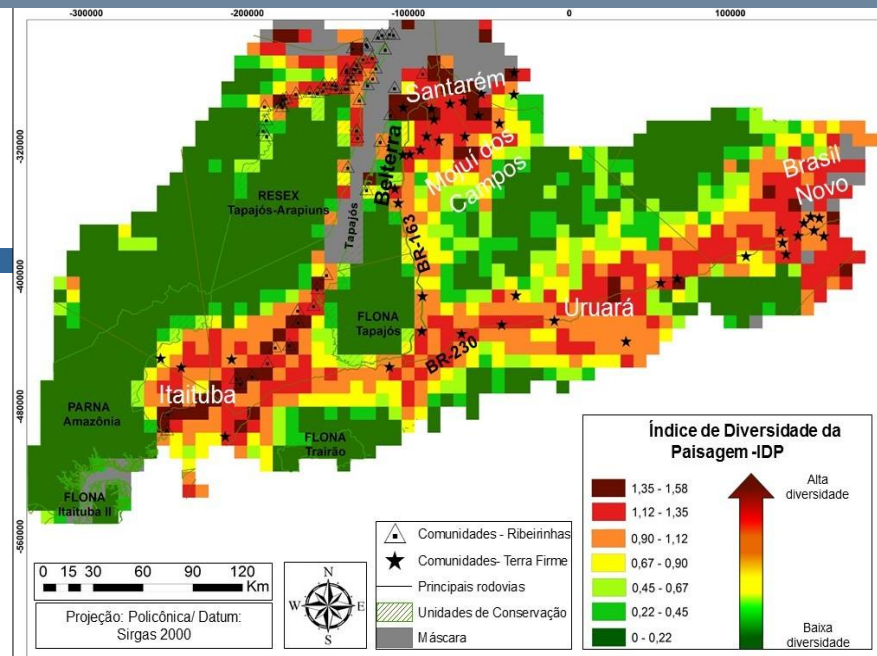 -300000 -200000 -100000 0 100000
-320000
-400000
-480000
-560000
Santarém
Mojuí dos
Campos
Belterra
Brasil
Novo
RESEX
Tapajós-Arapiuns
Tapajós
BR-163
FLONA
Tapajós
Uruará
BR-230
Itaituba
PARNA
Amazônia
FLONA
Trairão
FLONA
Itaituba II
0 15 30 60 90 120
Km
Projeção: Policônica/ Datum:
Sirgas 2000
N
W E
S
Comunidades - Ribeirinhas
Comunidades- Terra Firme
Principais rodovias
Unidades de Conservação
Máscara
Índice de Diversidade da
Paisagem -IDP
1,35 - 1,58
1,12 - 1,35
0,90 - 1,12
0,67 - 0,90
0,45 - 0,67
0,22 - 0,45
0 - 0,22
Alta
diversidade
Baixa
diversidade